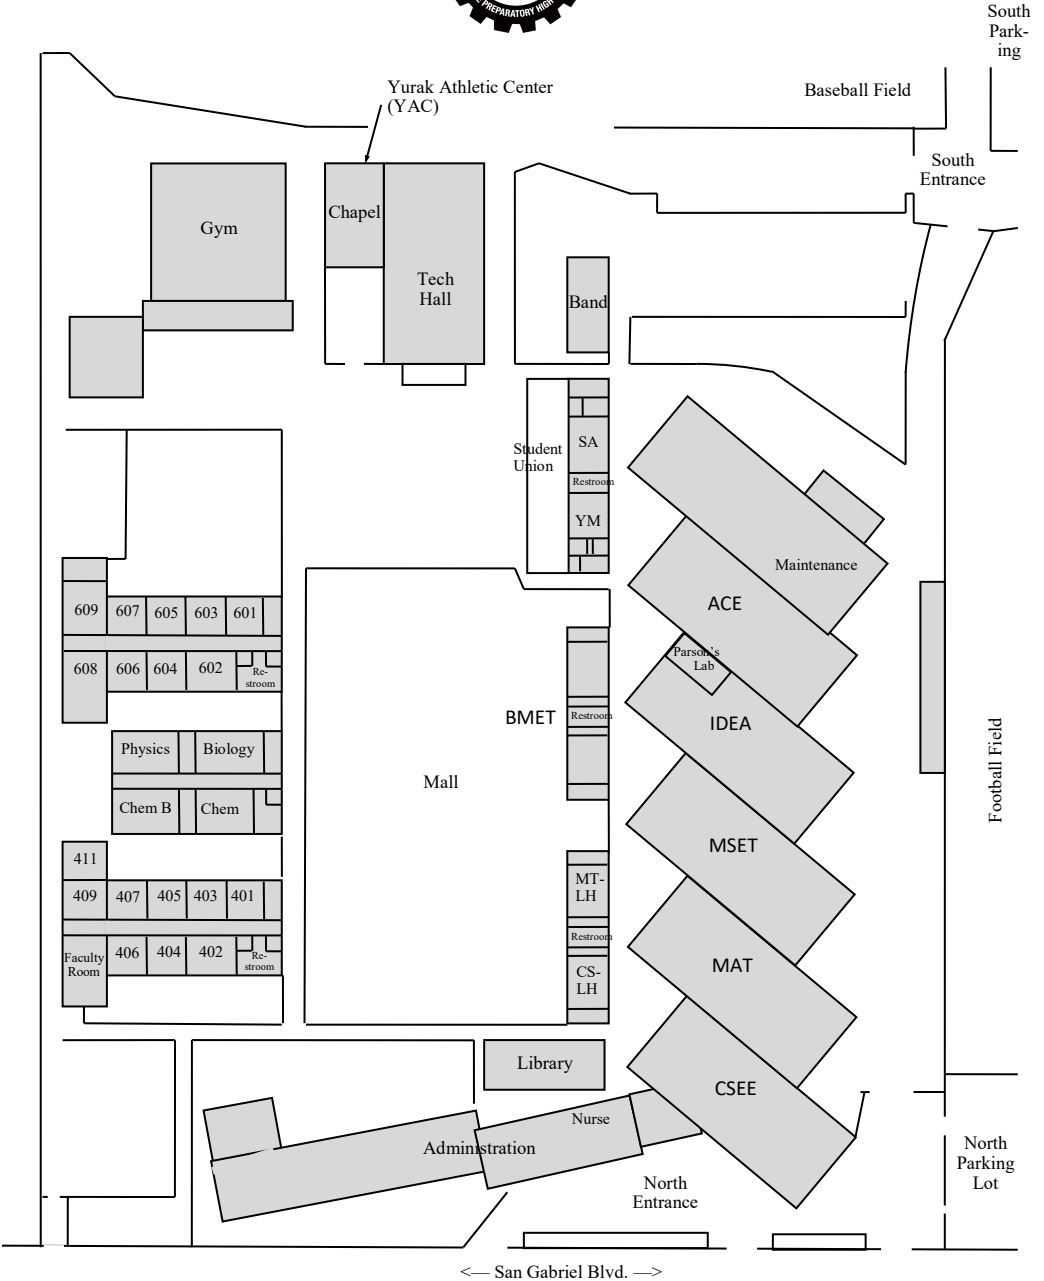 E PREPARATORY HIGH
South
Park-
ing
Yurak Athletic Center
(YAC)
Baseball Field
South
Entrance
Gym
Chapel
Tech
Hall
Band
Student
Union
SA
Restroom
YM
Maintenance
ACE
609
607
605
603
601
Parson's
Lab
608
606
604
602
Re-
stroom
BMET
Restroom
IDEA
Physics
Biology
Mall
Football Field
Chem B
Chem
MSET
411
409
407
405
403
401
MT-
LH
Restroom
Faculty
Room
406
404
402
Re-
stroom
CS-
LH
MAT
Library
CSEE
Nurse
Administration
North
Entrance
North
Parking
Lot
<— San Gabriel Blvd. —>